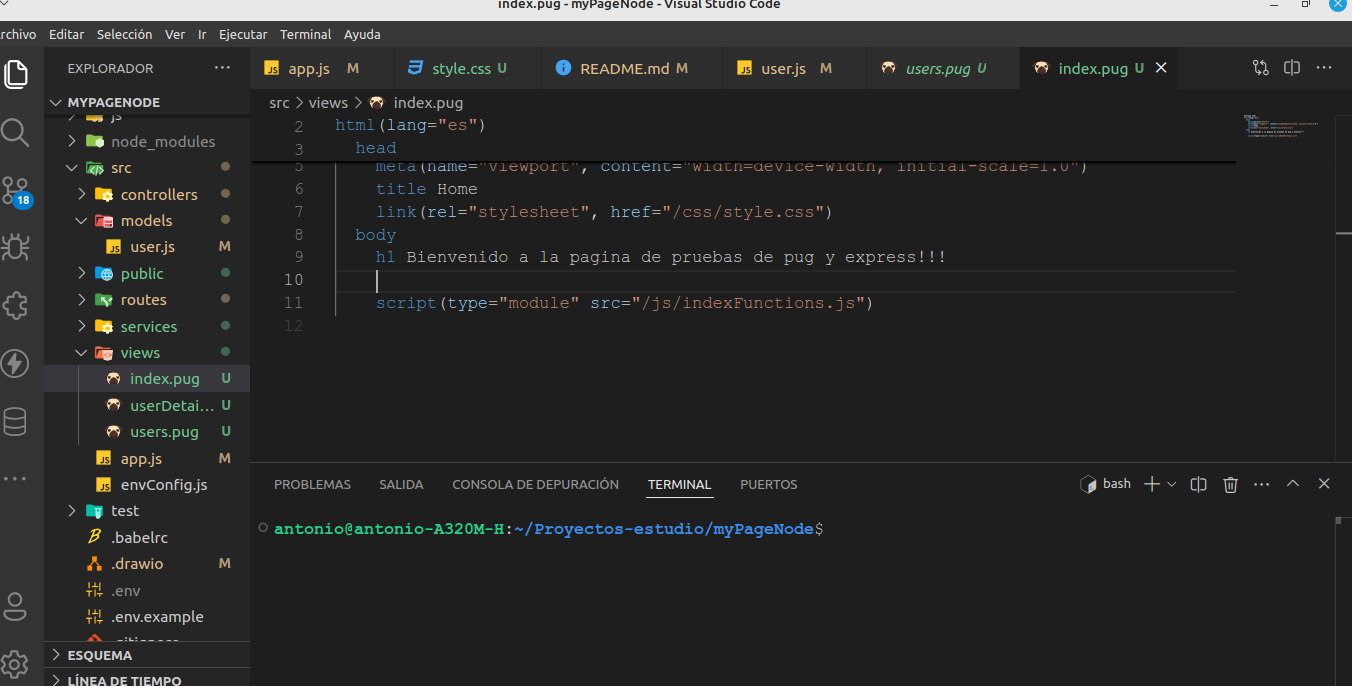 index.pug - myPageNode - Visual Studio Code
rchivo Editar Selección Ver Ir Ejecutar Terminal Ayuda
EXPLORADOR
MYPAGENODE
js
node_modules
src
controllers
models
user.js M
public
routes
services
views
index.pug U
userDetai... U
users.pug U
app.js M
envConfig.js
test
.babelrc
.drawio M
.env
.env.example
.gitignore
ESQUEMA
LÍNEA DE TIEMPO
18
app.js M style.css U README.md M user.js M users.pug U index.pug U
src > views > index.pug
2 html(lang="es")
3 head
5 meta(name="viewport", content="width=device-width, initial-scale=1.0")
6 title Home
7 link(rel="stylesheet", href="/css/style.css")
8 body
9 h1 Bienvenido a la pagina de pruebas de pug y express!!!
10
11 script(type="module" src="/js/indexFunctions.js")
12
PROBLEMAS SALIDA CONSOLA DE DEPURACIÓN TERMINAL PUERTOS
bash
antonio@antonio-A320M-H:~/Proyectos-estudio/myPageNode$